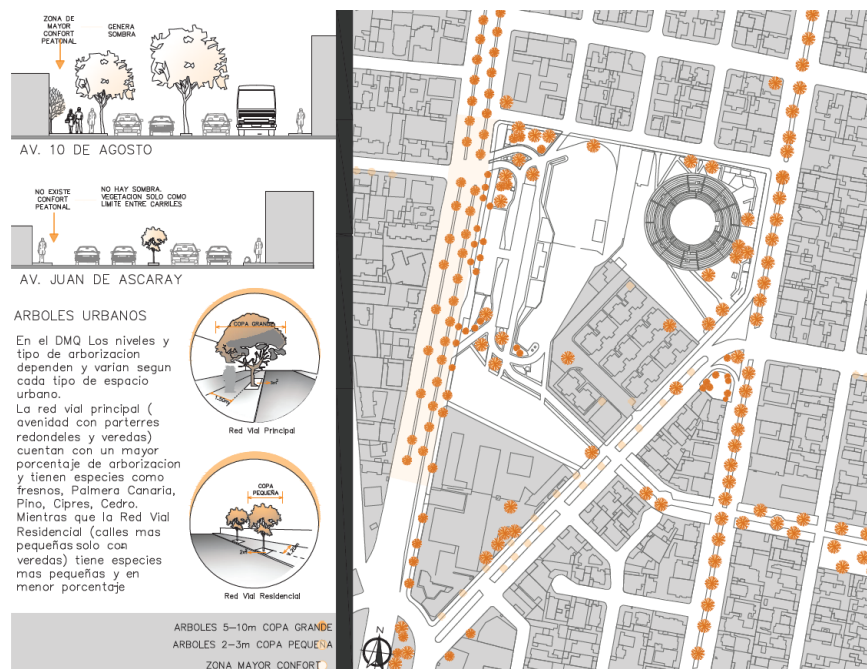 ZONA DE
MAYOR
CONFORT
PEATONAL
GENERA
SOMBRA
AV. 10 DE AGOSTO
NO EXISTE
CONFORT
PEATONAL
NO HAY SOMBRA.
VEGETACION SOLO COMO
LIMITE ENTRE CARRILES
AV. JUAN DE ASCARAY
ARBOLES URBANOS
En el DMQ Los niveles y
tipo de arborizacion
dependen y varian segun
cada tipo de espacio
urbano.
La red vial principal (
avenidad con parterres
redondeles y veredas)
cuentan con un mayor
porcentaje de arborizacion
y tienen especies como
fresnos, Palmera Canaria,
Pino, Cipres, Cedro.
Mientras que la Red Vial
Residencial (calles mas
pequeñas solo con
veredas) tiene especies
mas pequeñas y en
menor porcentaje
COPA GRANDE
Red Vial Principal
COPA
PEQUEÑA
Red Vial Residencial
ARBOLES 5-10m COPA GRANDE
ARBOLES 2-3m COPA PEQUEÑA
ZONA MAYOR CONFORT
N